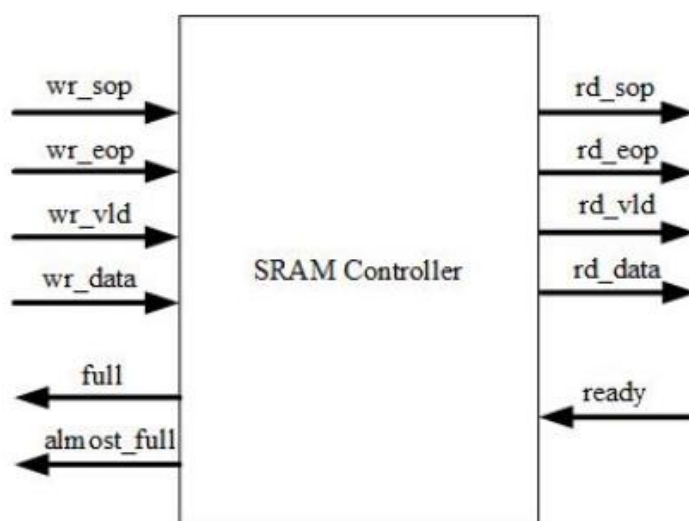 wr_sop
wr_eop
wr_vld
wr_data
full
almost_full
SRAM Controller
rd_sop
rd_eop
rd_vld
rd_data
ready